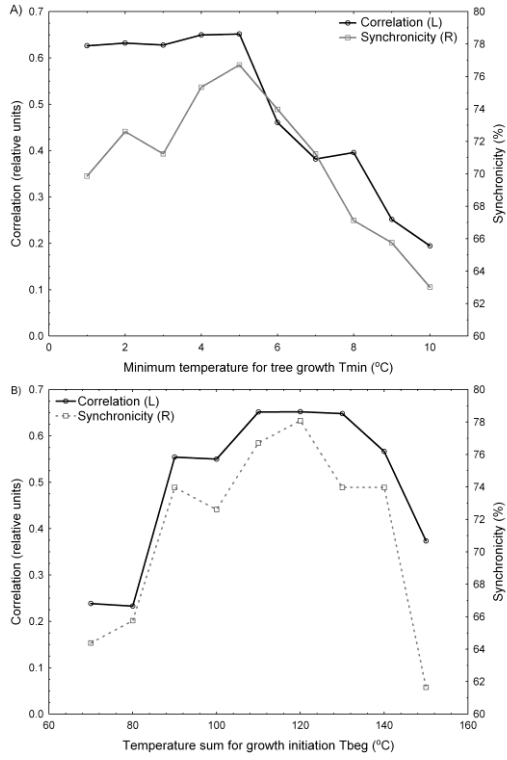 A)
0.7
0.6
0.5
0.4
0.3
0.2
0.1
0.0
Correlation (relative units)
Correlation (L)
Synchronicity (R)
80
78
76
74
72
70
68
66
64
62
60
Synchronicity (%)
0 2 4 6 8 10
Minimum temperature for tree growth Tmin (⁰C)
B)
0.7
0.6
0.5
0.4
0.3
0.2
0.1
0.0
Correlation (relative units)
Correlation (L)
Synchronicity (R)
80
78
76
74
72
70
68
66
64
62
60
Synchronicity (%)
60 80 100 120 140 160
Temperature sum for growth initiation Tbeg (⁰C)